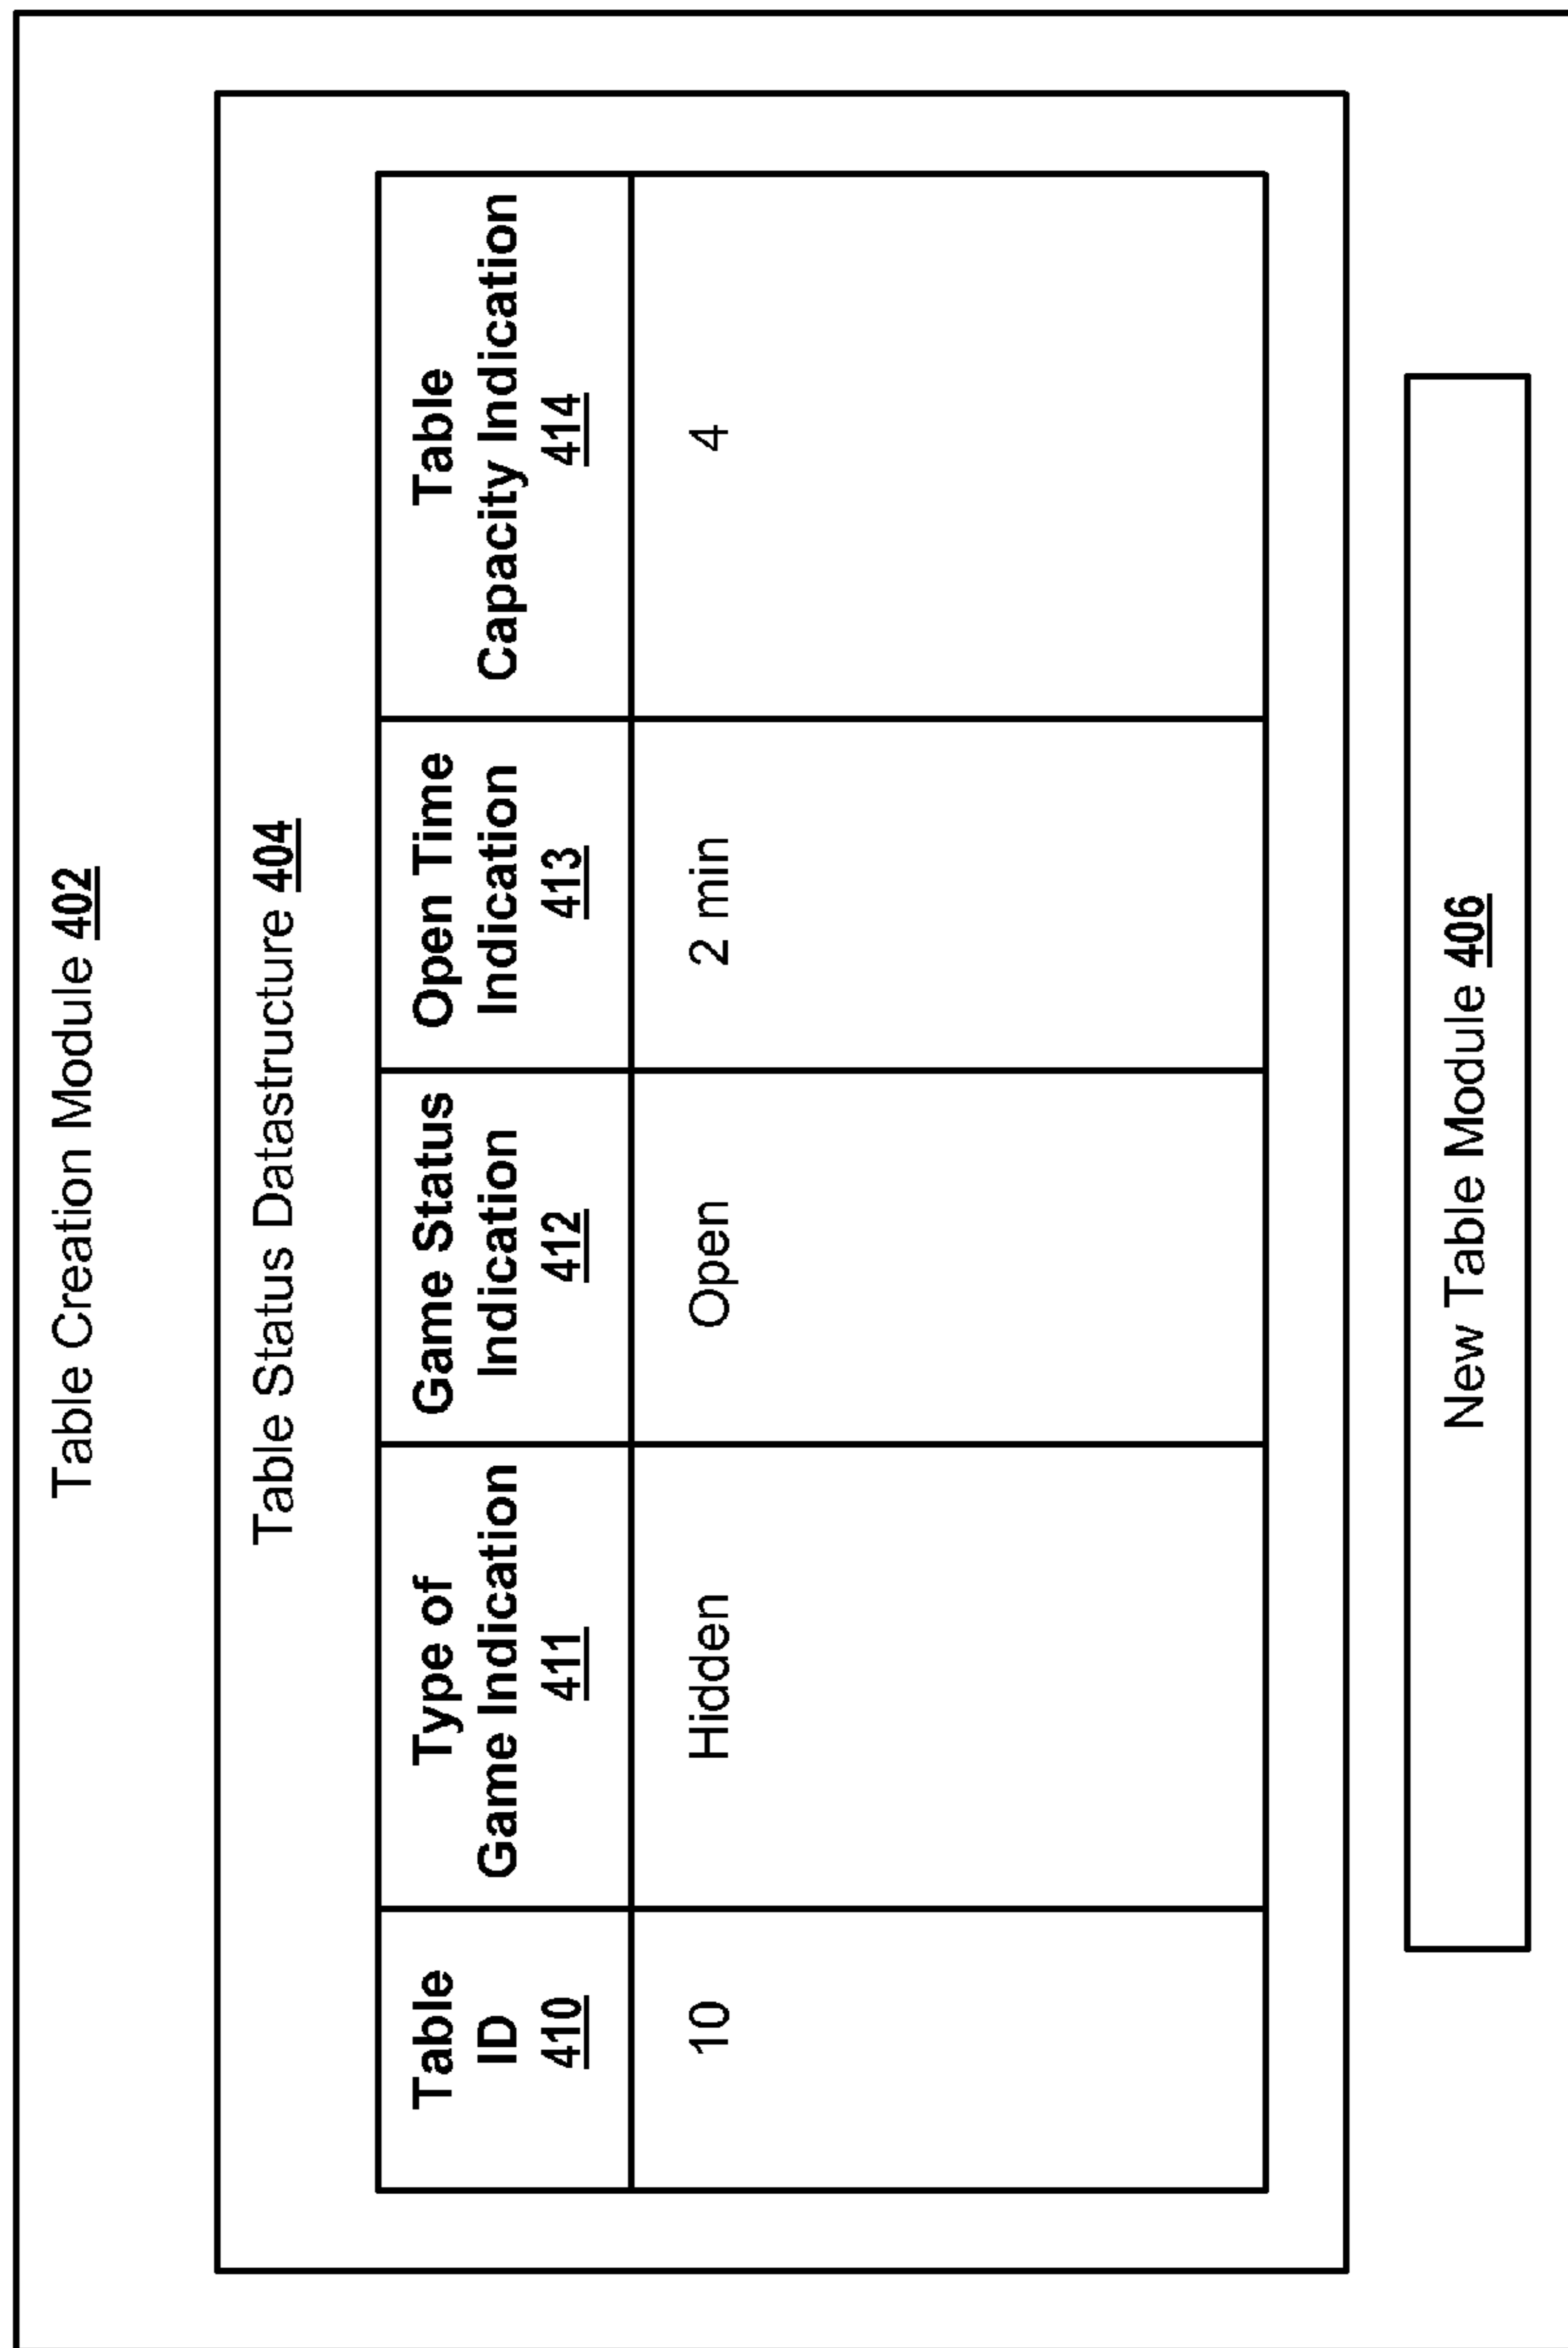 Table Creation Module 402
Table Status Datastructure 404
Table
ID
410
Type of
Game Indication
411
Game Status
Indication
412
Open Time
Indication
413
Table
Capacity Indication
414
10
Hidden
Open
2 min
4
New Table Module 406